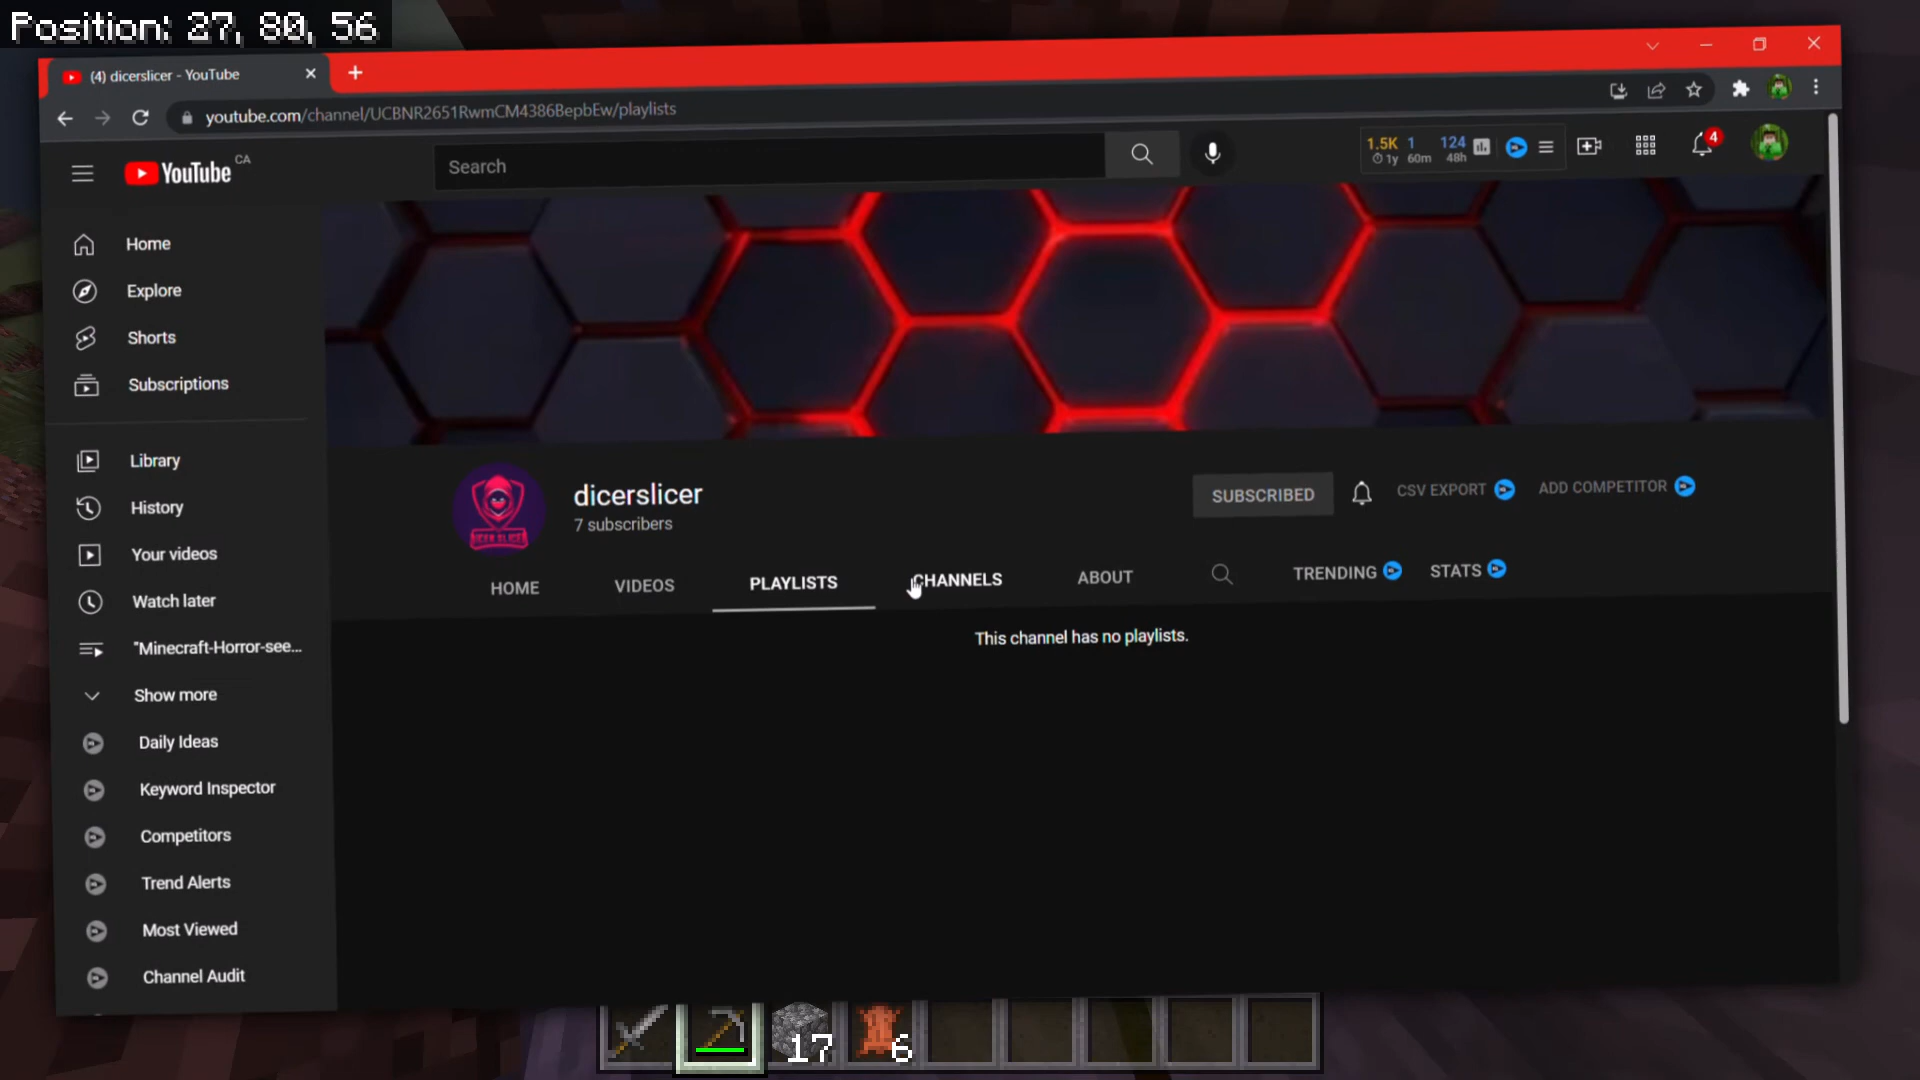 Position: 27, 80, 56
(4) dicerslicer - YouTube
youtube.com/channel/UCBNR2651RwmCM4386BepbEw/playlists
YouTube CA
Search
1.5K 1 124
1y 60m 48h
4
Home
Explore
Shorts
Subscriptions
Library
History
Your videos
Watch later
"Minecraft-Horror-see...
Show more
Daily Ideas
Keyword Inspector
Competitors
Trend Alerts
Most Viewed
Channel Audit
DICER SLICER
dicerslicer
7 subscribers
SUBSCRIBED
CSV EXPORT
ADD COMPETITOR
HOME
VIDEOS
PLAYLISTS
CHANNELS
ABOUT
TRENDING
STATS
This channel has no playlists.
17
6